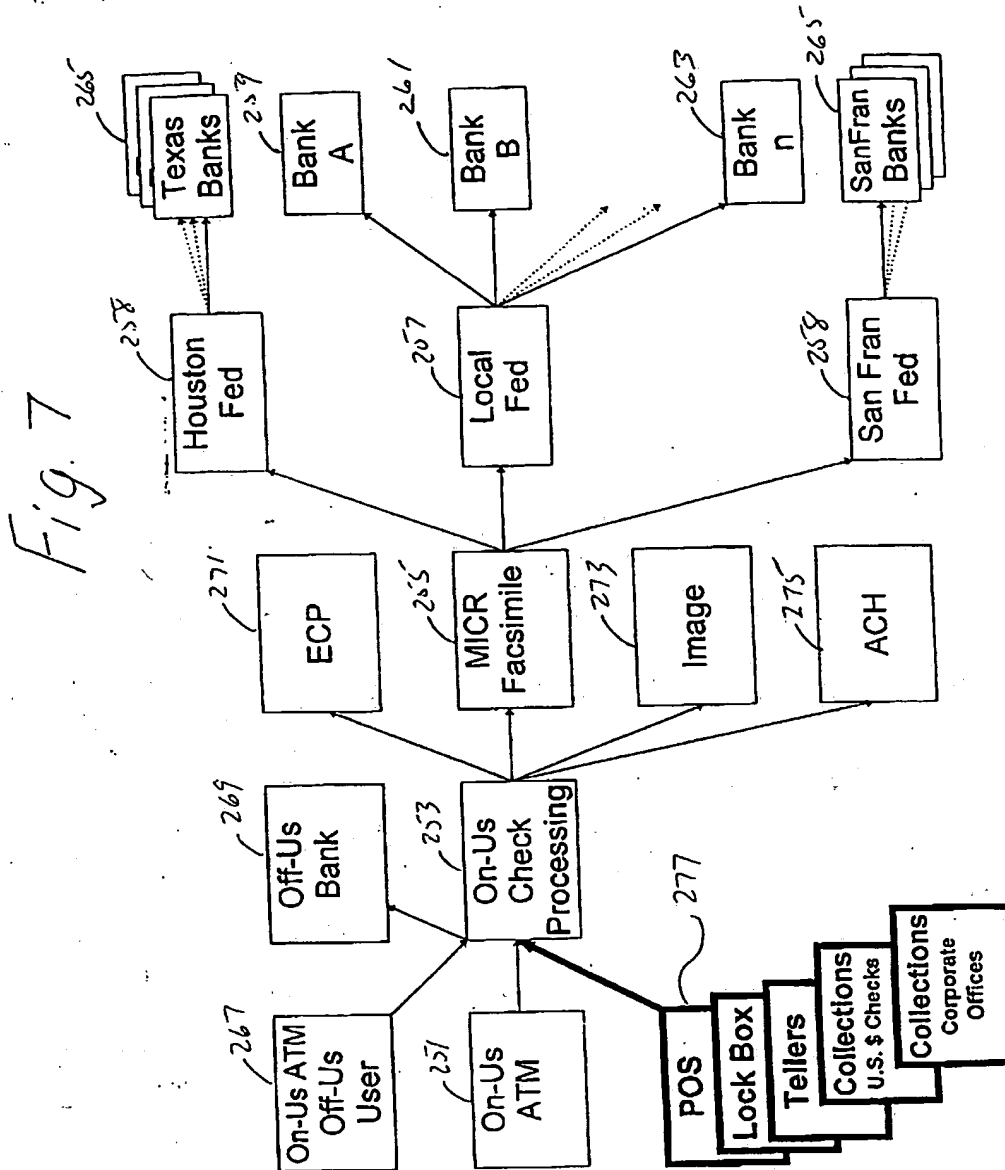 Fig. 7
267
On-Us ATM
Off-Us
User
251
On-Us
ATM
277
POS
Lock Box
Tellers
Collections
U.S. $ Checks
Collections
Corporate
Offices
269
Off-Us
Bank
253
On-Us
Check
Processing
271
ECP
255
MICR
Facsimile
273
Image
275
ACH
258
Houston
Fed
257
Local
Fed
258
San Fran
Fed
265
Texas
Banks
259
Bank
A
261
Bank
B
263
Bank
n
265
SanFran
Banks